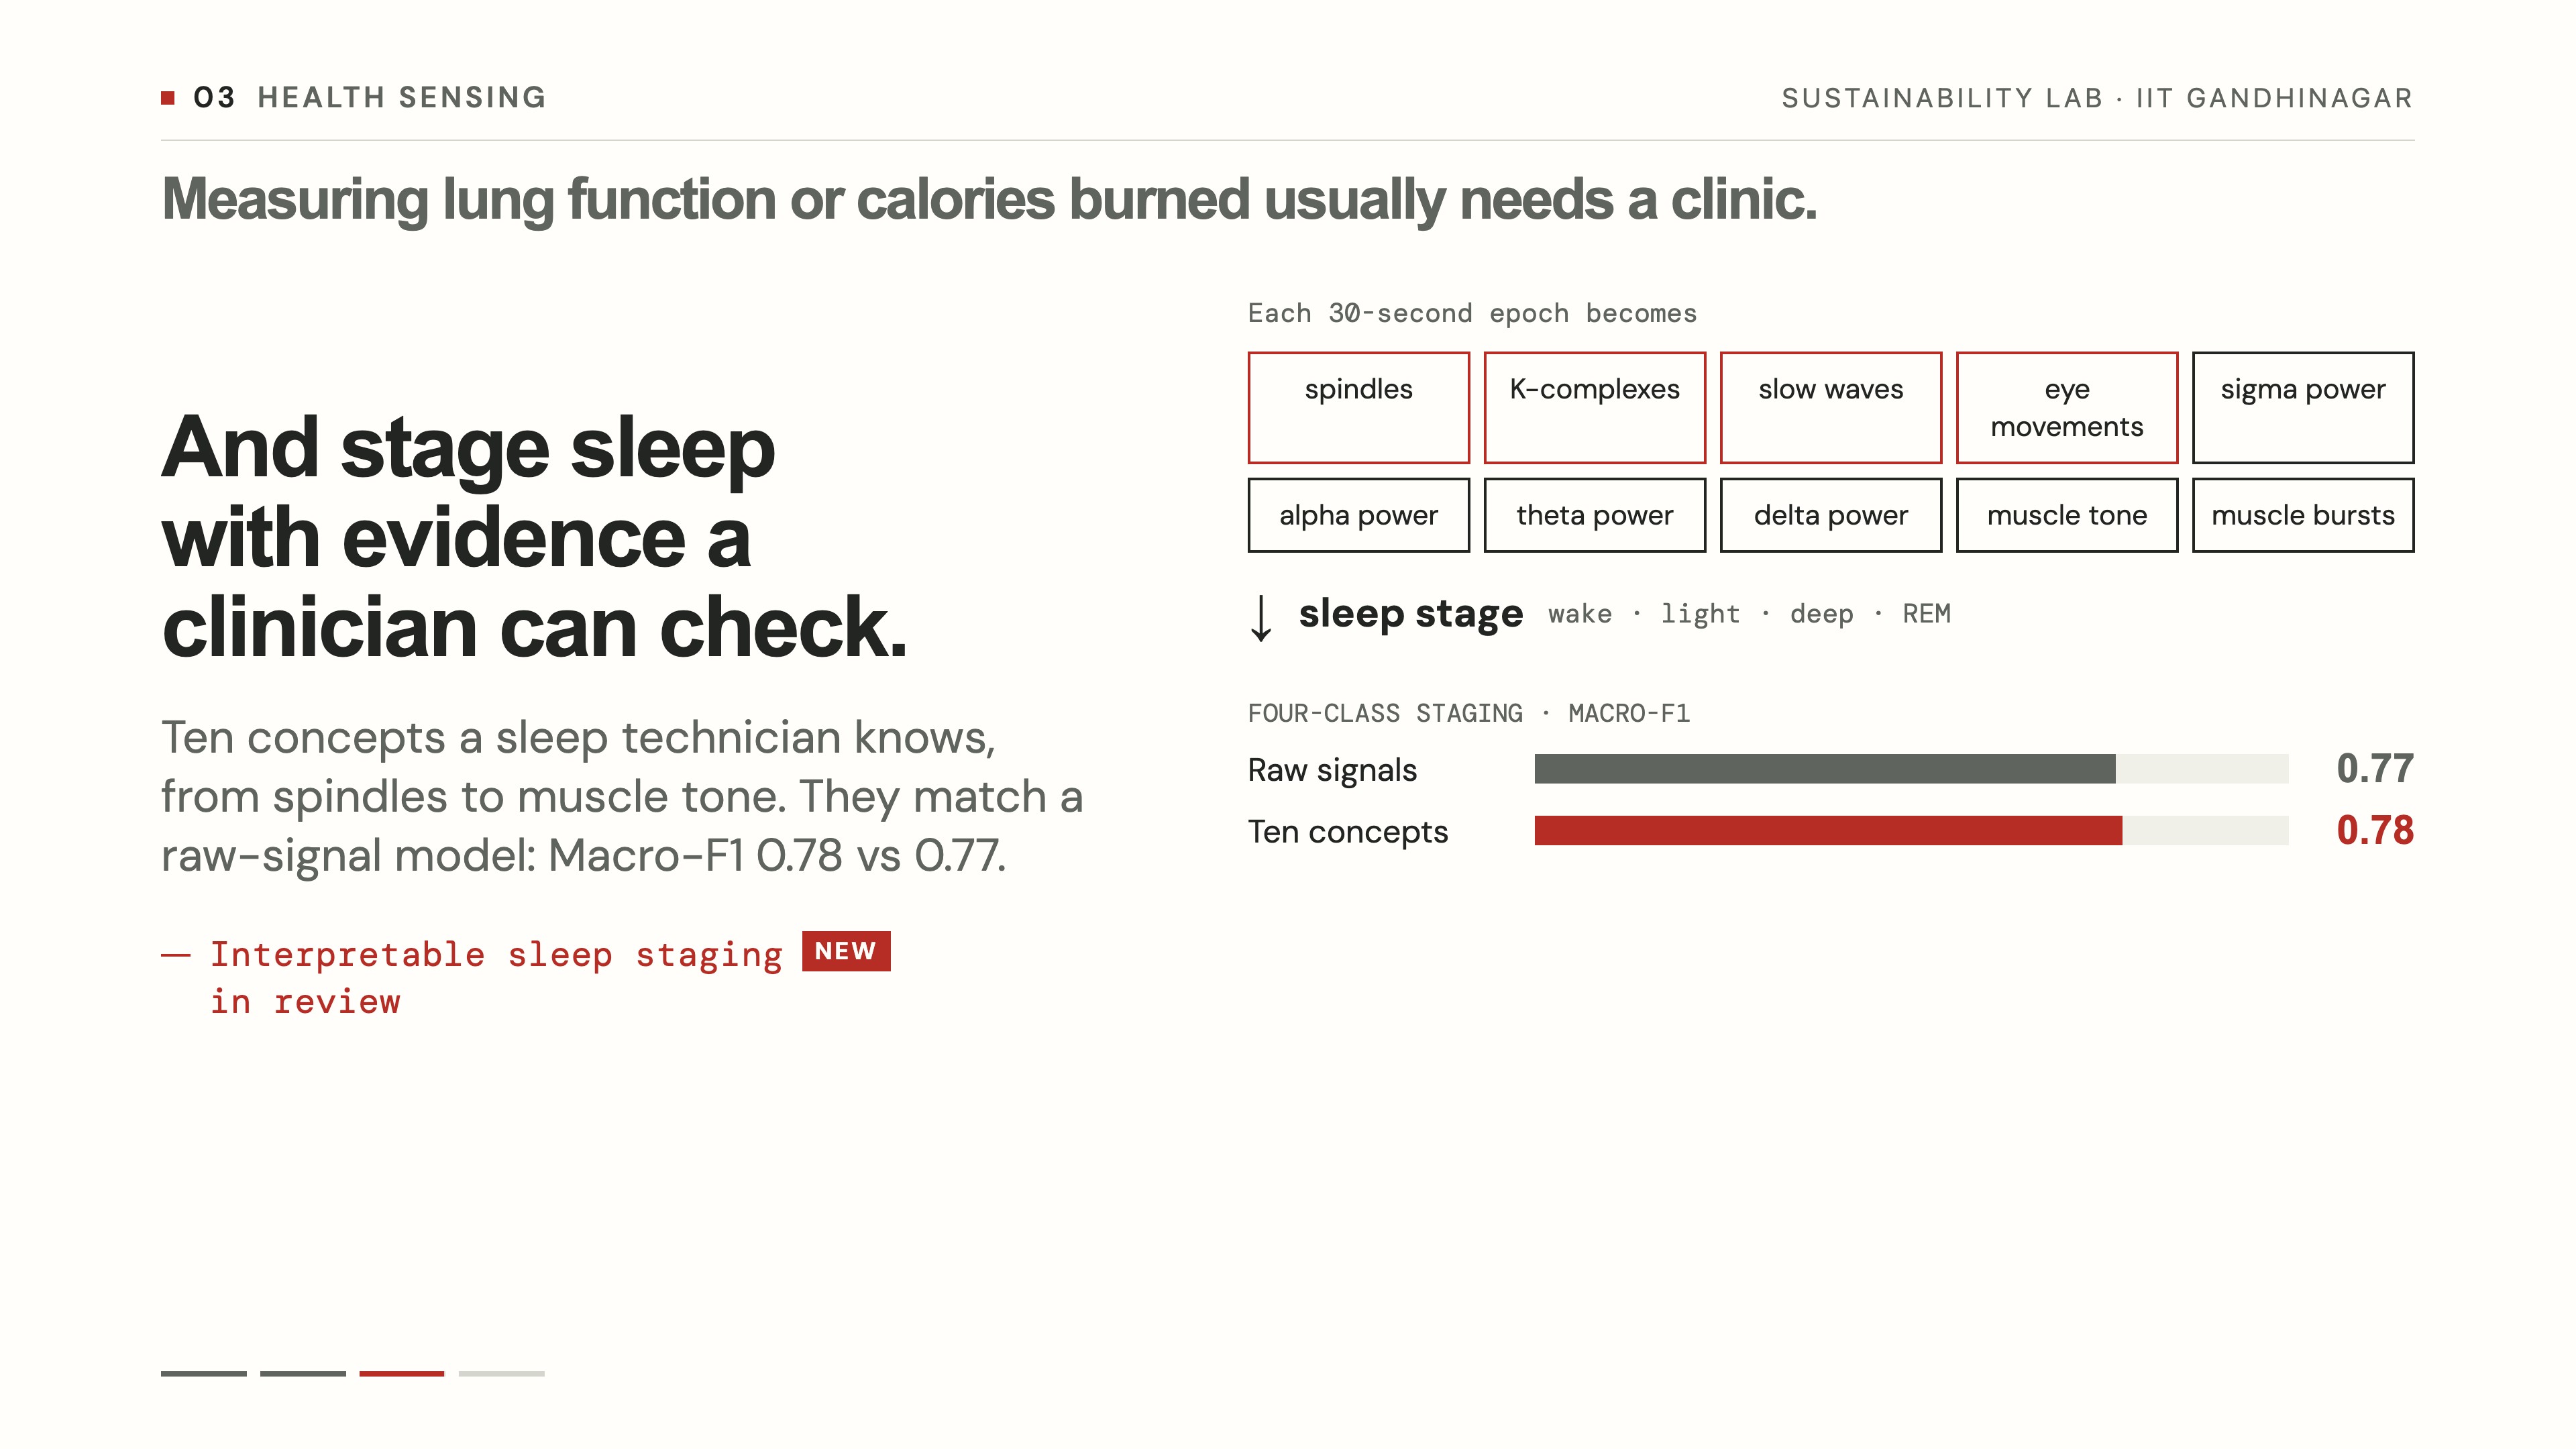 03 HEALTH SENSING
SUSTAINABILITY LAB · IIT GANDHINAGAR
Measuring lung function or calories burned usually needs a clinic.
And stage sleep
with evidence a
clinician can check.
Ten concepts a sleep technician knows,
from spindles to muscle tone. They match a
raw-signal model: Macro-F1 0.78 vs 0.77.
— Interpretable sleep staging NEW
in review
Each 30-second epoch becomes
spindles
K-complexes
slow waves
eye
movements
sigma power
alpha power
theta power
delta power
muscle tone
muscle bursts
↓ sleep stage wake · light · deep · REM
FOUR-CLASS STAGING · MACRO-F1
Raw signals 0.77
Ten concepts 0.78